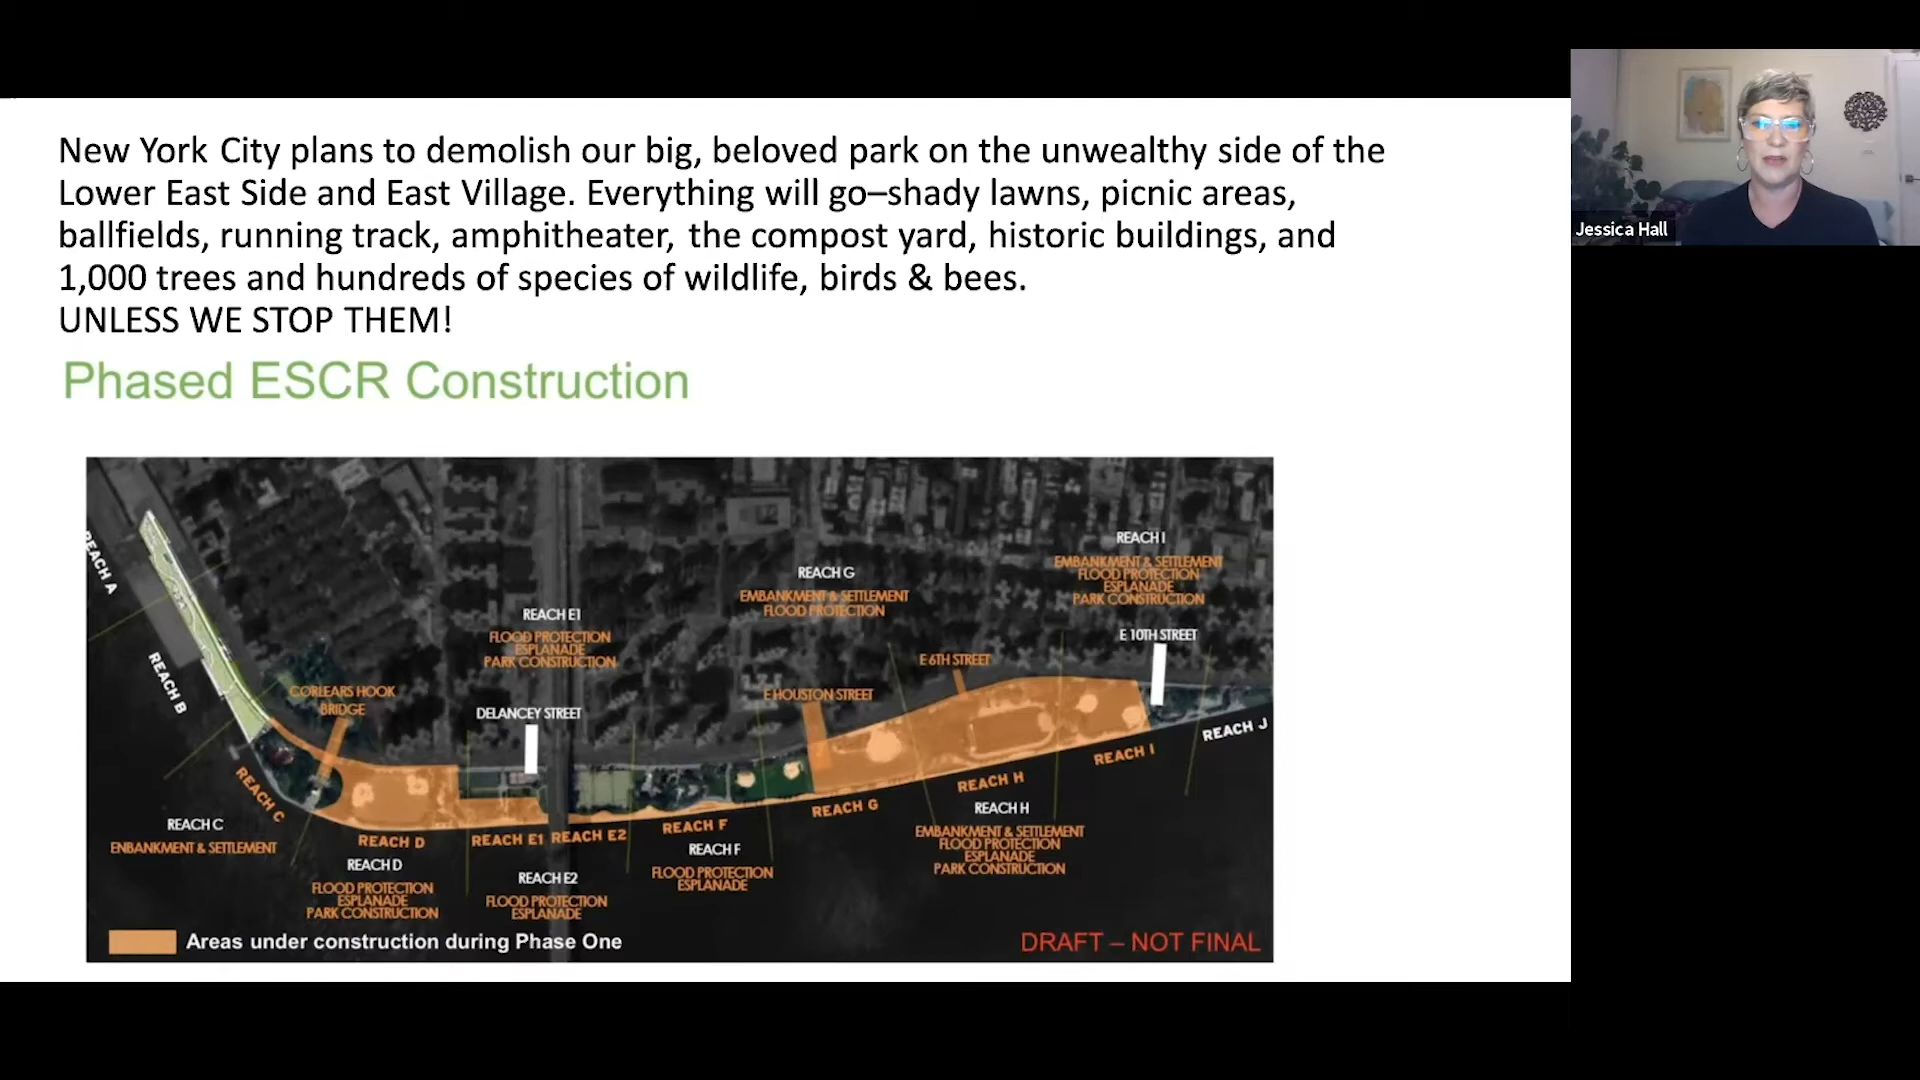 New York City plans to demolish our big, beloved park on the unwealthy side of the
Lower East Side and East Village. Everything will go–shady lawns, picnic areas,
ballfields, running track, amphitheater, the compost yard, historic buildings, and
1,000 trees and hundreds of species of wildlife, birds & bees.
UNLESS WE STOP THEM!
Jessica Hall
Phased ESCR Construction
REACH A
REACH B
REACH C
CORLEARS HOOK
BRIDGE
REACH C
ENBANKMENT & SETTLEMENT
REACH D
REACH D
FLOOD PROTECTION
ESPLANADE
PARK CONSTRUCTION
REACH E1
FLOOD PROTECTION
ESPLANADE
PARK CONSTRUCTION
DELANCEY STREET
REACH E1
REACH E2
REACH E2
FLOOD PROTECTION
ESPLANADE
REACH F
REACH F
FLOOD PROTECTION
ESPLANADE
REACH G
EMBANKMENT & SETTLEMENT
FLOOD PROTECTION
E HOUSTON STREET
REACH G
E 6TH STREET
REACH H
REACH H
EMBANKMENT & SETTLEMENT
FLOOD PROTECTION
ESPLANADE
PARK CONSTRUCTION
REACH I
EMBANKMENT & SETTLEMENT
FLOOD PROTECTION
ESPLANADE
PARK CONSTRUCTION
E 10TH STREET
REACH I
REACH J
Areas under construction during Phase One
DRAFT – NOT FINAL